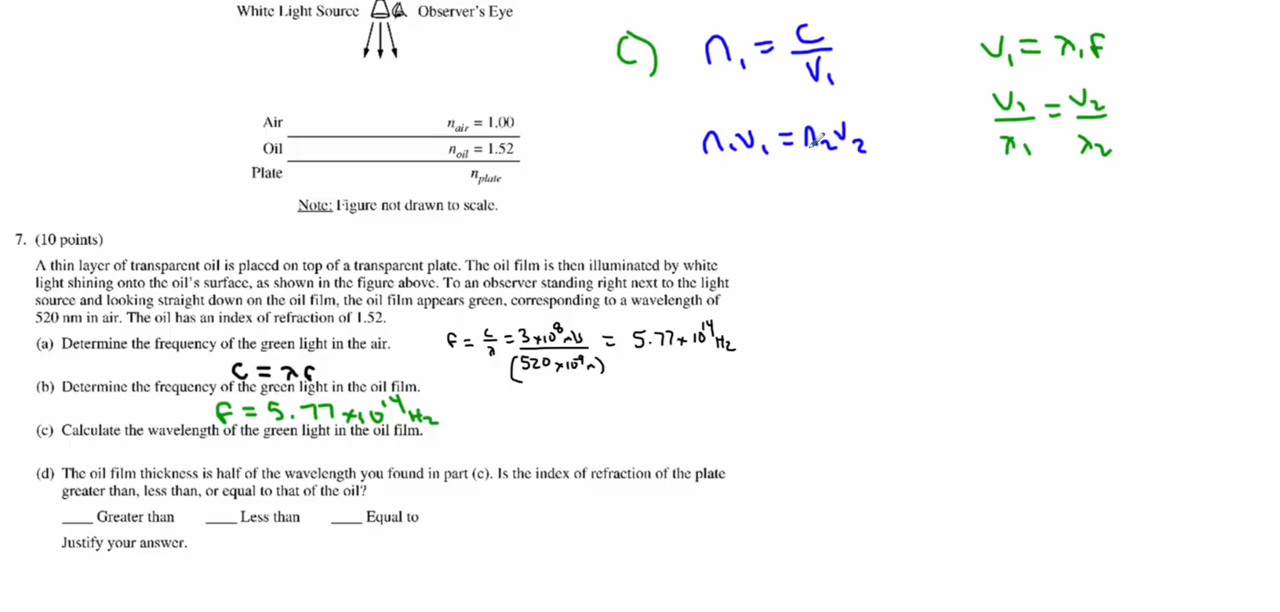 White Light Source Observer's Eye
Air n_air = 1.00
Oil n_oil = 1.52
Plate n_plate
Note: Figure not drawn to scale.
C) n₁ = c/v₁
n₁v₁ = n₂v₂
v₁ = λ₁f
v₁/λ₁ = v₂/λ₂
7. (10 points)
A thin layer of transparent oil is placed on top of a transparent plate. The oil film is then illuminated by white
light shining onto the oil's surface, as shown in the figure above. To an observer standing right next to the light
source and looking straight down on the oil film, the oil film appears green, corresponding to a wavelength of
520 nm in air. The oil has an index of refraction of 1.52.
(a) Determine the frequency of the green light in the air.
f = c/λ = 3×10⁸ m/s / (520×10⁻⁹m) = 5.77×10¹⁴ Hz
c = λf
(b) Determine the frequency of the green light in the oil film.
f = 5.77×10¹⁴ Hz
(c) Calculate the wavelength of the green light in the oil film.
(d) The oil film thickness is half of the wavelength you found in part (c). Is the index of refraction of the plate
greater than, less than, or equal to that of the oil?
____ Greater than ____ Less than ____ Equal to
Justify your answer.